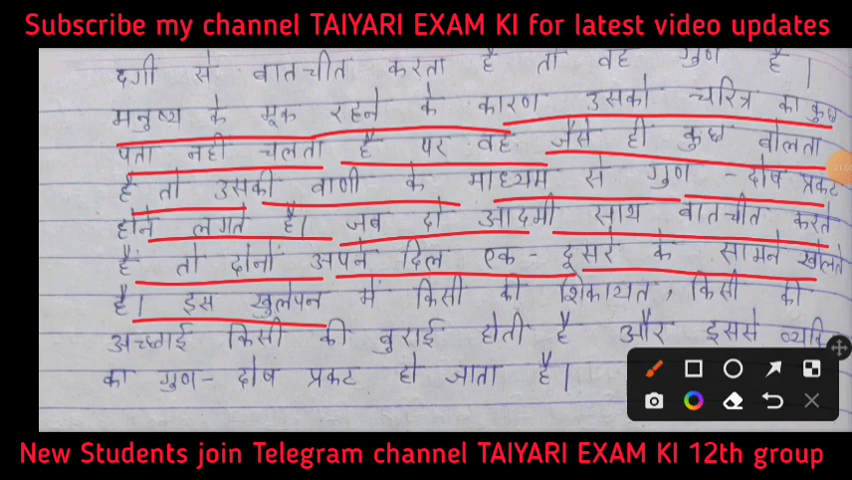 Subscribe my channel TAIYARI EXAM KI for latest video updates
दगी से बातचीत करता है तो वह गुण है।
मनुष्य के मूक रहने के कारण उसको चरित्र का कुछ
पता नही चलता है पर वह जैसे ही कुछ बोलता
है तो उसकी वाणी के माध्यम से गुण - दोष प्रकट
होने लगते है। जब दो आदमी साथ बातचीत करते
हैं तो दोनों अपने दिल एक - दूसरे के सामने खोलते
है। इस खुलेपन में किसी की शिकायत, किसी की
अच्छाई किसी की बुराई होती है और इससे
का गुण - दोष प्रकट हो जाता है।
New Students join Telegram channel TAIYARI EXAM KI 12th group